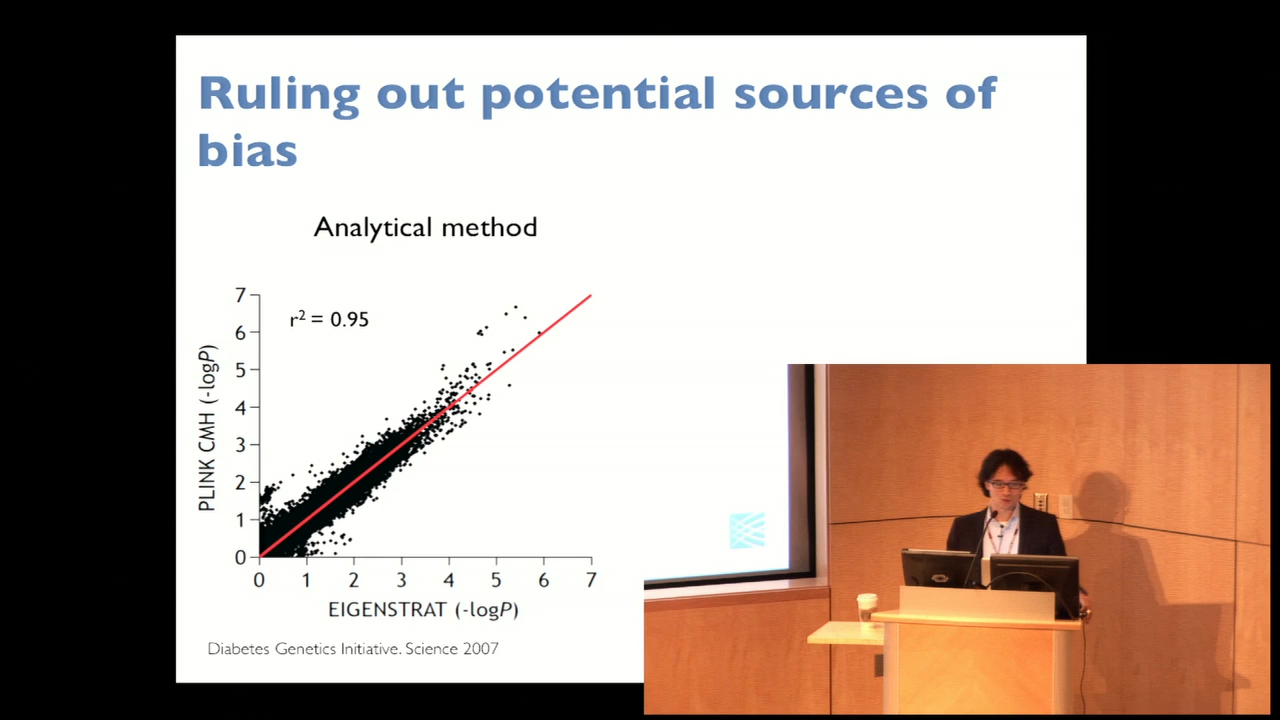 Ruling out potential sources of
bias
Analytical method
r² = 0.95
7
6
5
4
3
2
1
0
PLINK CMH (-logP)
0 1 2 3 4 5 6 7
EIGENSTRAT (-logP)
Diabetes Genetics Initiative. Science 2007